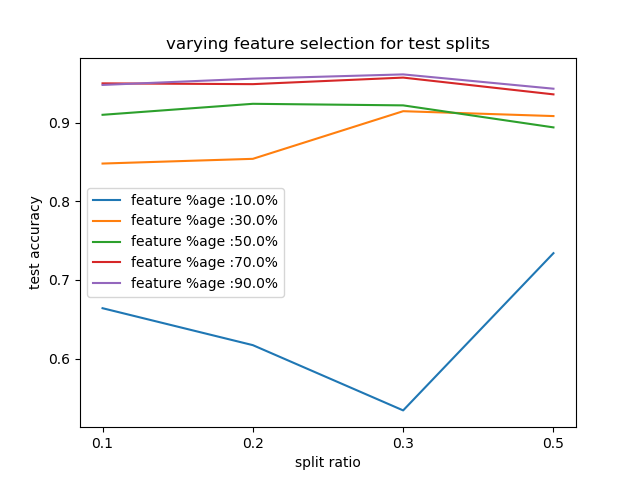 varying feature selection for test splits
test accuracy
0.9
0.8
0.7
0.6
feature %age :10.0%
feature %age :30.0%
feature %age :50.0%
feature %age :70.0%
feature %age :90.0%
0.1 0.2 0.3 0.5
split ratio